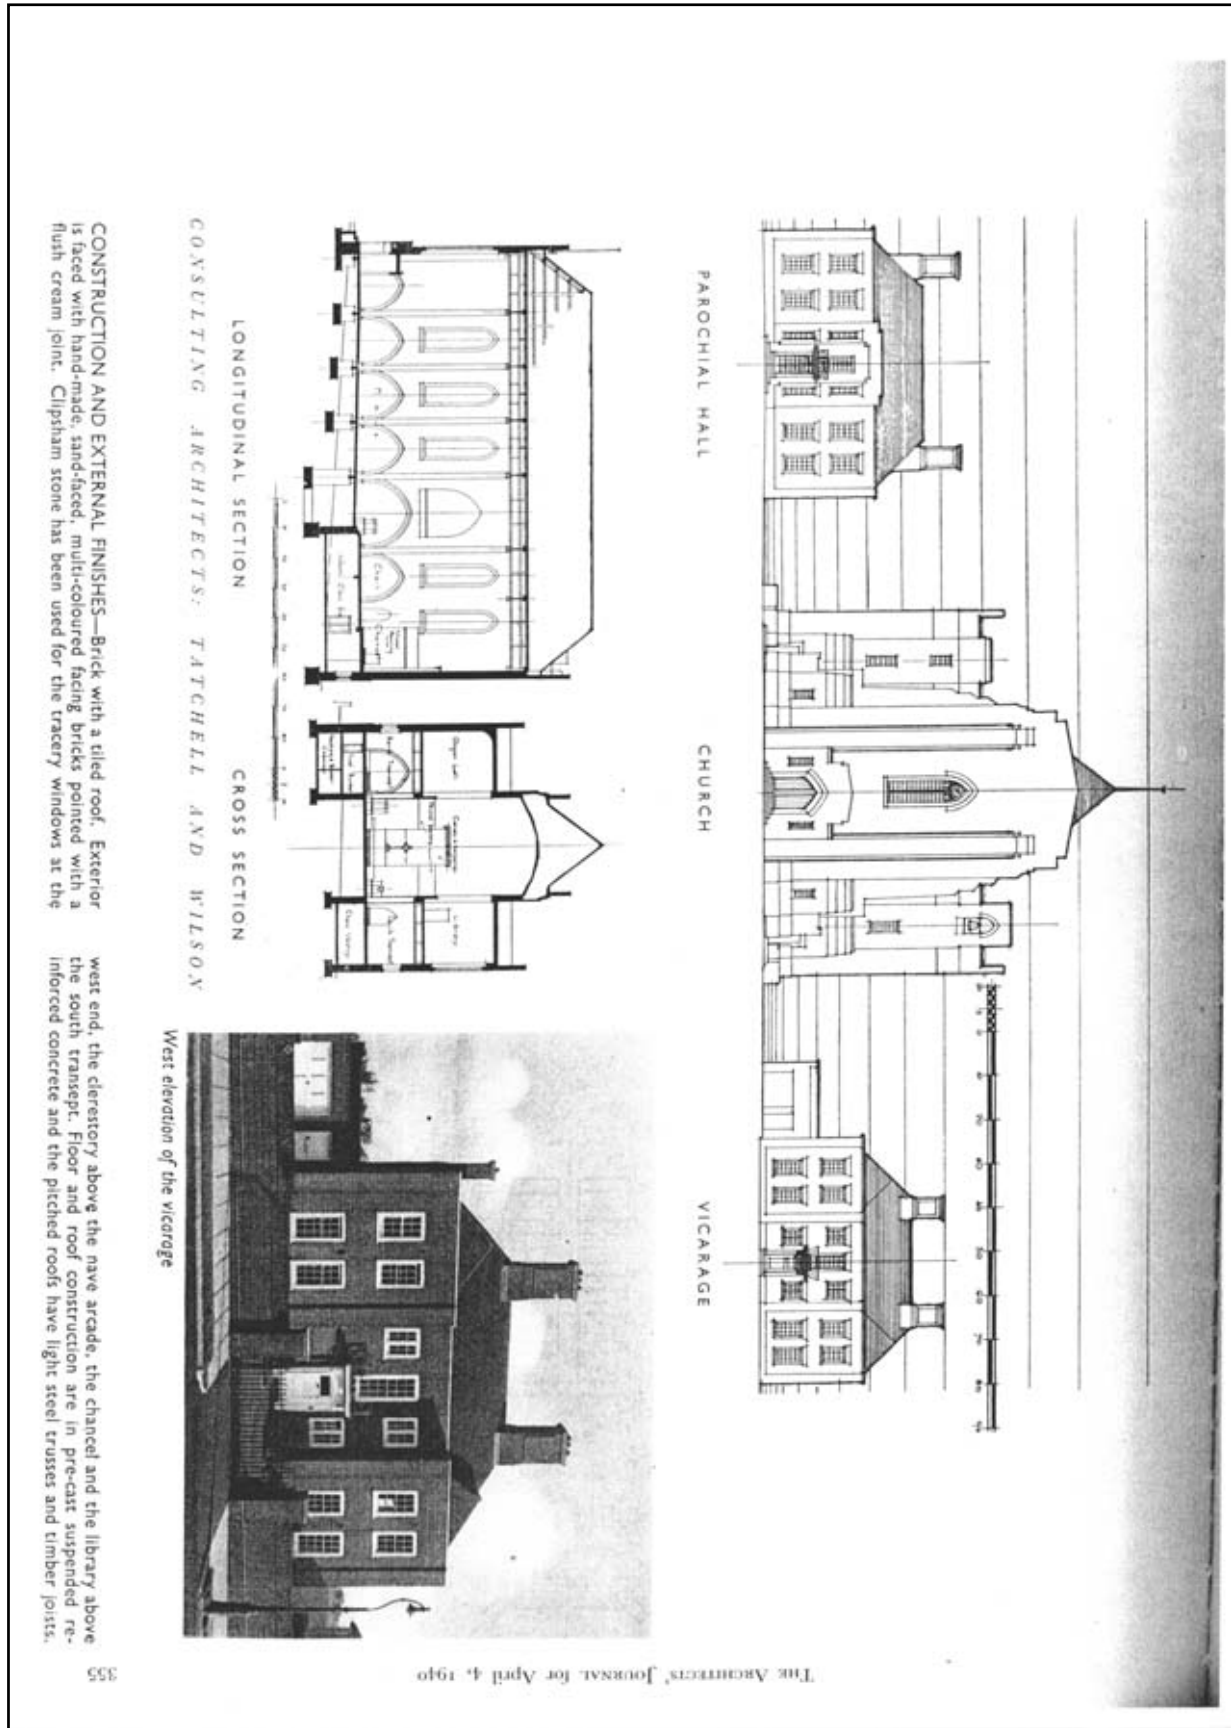 THE ARCHITECTS' JOURNAL for April 4, 1940
355
PAROCHIAL HALL
CHURCH
VICARAGE
LONGITUDINAL SECTION
CROSS SECTION
CONSULTING ARCHITECTS: TATCHELL AND WILSON
West elevation of the vicarage
CONSTRUCTION AND EXTERNAL FINISHES—Brick with a tiled roof. Exterior
is faced with hand-made, sand-faced, multi-coloured facing bricks pointed with a
flush cream joint. Clipsham stone has been used for the tracery windows at the
west end, the clerestory above the nave arcade, the chancel and the library above
the south transept. Floor and roof construction are in pre-cast suspended re-
inforced concrete and the pitched roofs have light steel trusses and timber joists.